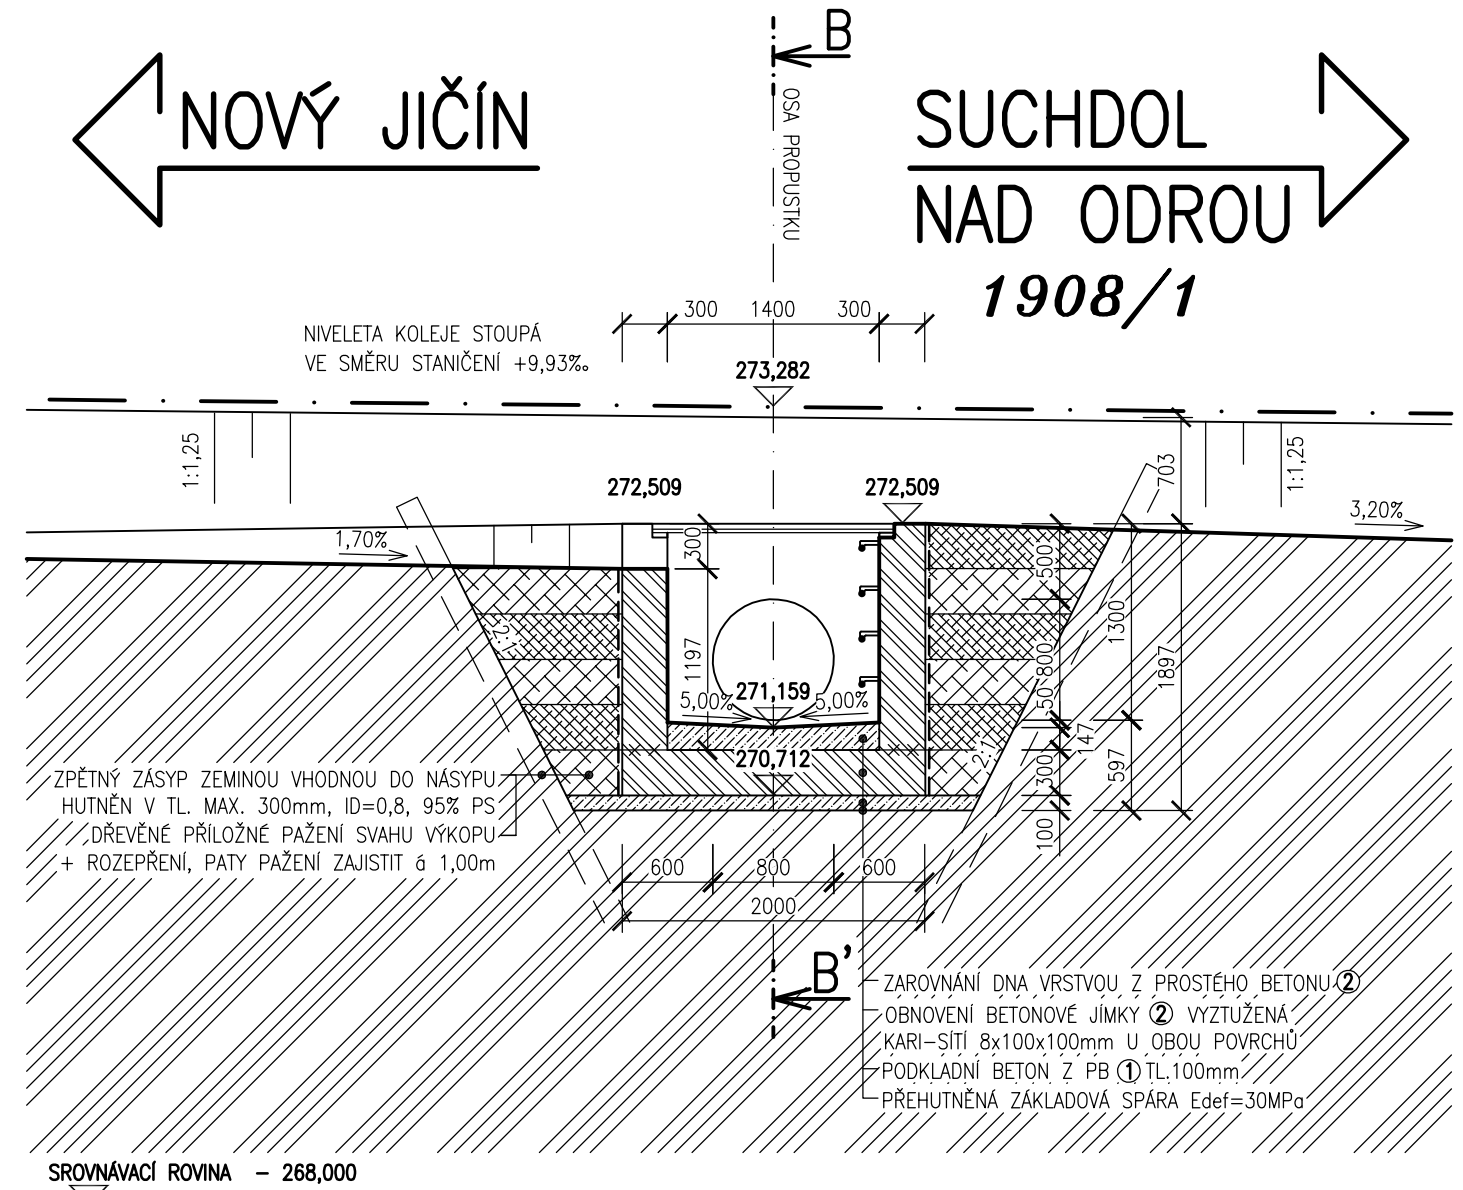 B
NOVÝ JIČÍN
SUCHDOL
NAD ODROU
1908/1
OSA PROPUSTKU
300 1400 300
NIVELETA KOLEJE STOUPÁ
VE SMĚRU STANIČENÍ +9,93‰
273,282
1:1,25
1:1,25
703
272,509
272,509
1,70%
3,20%
300
500
1300
2:1
1197
800
1897
50
5,00%
271,159
5,00%
147
270,712
2:1
300
597
100
ZPĚTNÝ ZÁSYP ZEMINOU VHODNOU DO NÁSYPU
HUTNĚN V TL. MAX. 300mm, ID=0,8, 95% PS
DŘEVĚNÉ PŘÍLOŽNÉ PAŽENÍ SVAHU VÝKOPU
+ ROZEPŘENÍ, PATY PAŽENÍ ZAJISTIT á 1,00m
600 800 600
2000
B'
ZAROVNÁNÍ DNA VRSTVOU Z PROSTÉHO BETONU 2
OBNOVENÍ BETONOVÉ JÍMKY 2 VYZTUŽENÁ
KARI-SÍTÍ 8x100x100mm U OBOU POVRCHŮ
PODKLADNÍ BETON Z PB 1 TL.100mm
PŘEHUTNĚNÁ ZÁKLADOVÁ SPÁRA Edef=30MPa
SROVNÁVACÍ ROVINA - 268,000